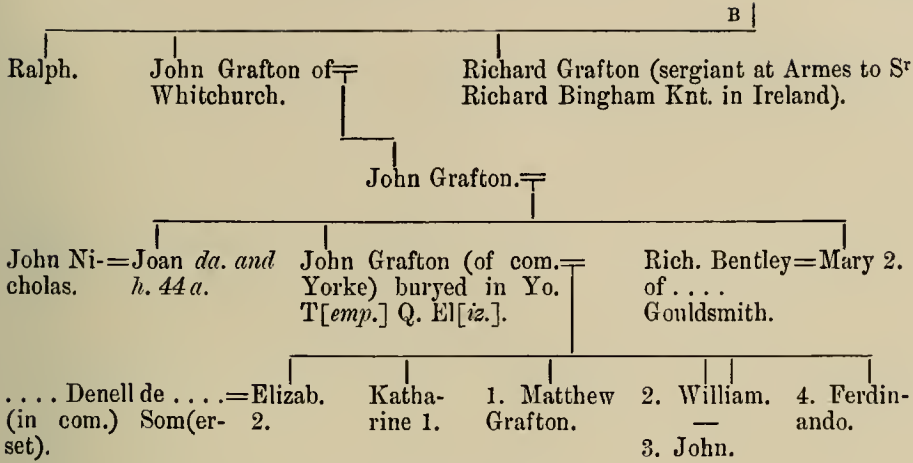 B
Ralph.
John Grafton of
Whitchurch.
Richard Grafton (sergiant at Armes to Sr
Richard Bingham Knt. in Ireland).
John Grafton.
John Ni-=Joan da. and
cholas. h. 44 a.
John Grafton (of com.=
Yorke) buryed in Yo.
T[emp.] Q. El[iz.].
Rich. Bentley=Mary 2.
of . . . .
Gouldsmith.
. . . . Denell de . . . .=Elizab.
(in com.) Som(er- 2.
set).
Katha-
rine 1.
1. Matthew
Grafton.
2. William.
—
3. John.
4. Ferdin-
ando.